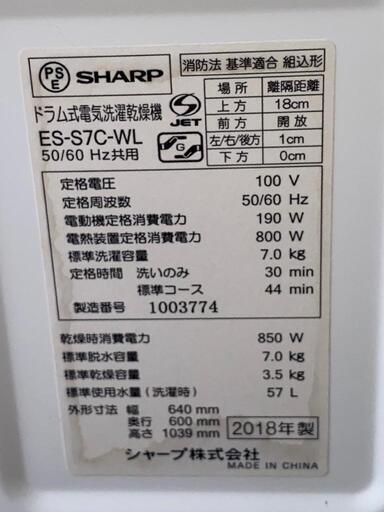 PS
E
SHARP
消防法 基準適合 組込形
ドラム式電気洗濯乾燥機
ES-S7C-WL
50/60 Hz共用
JET
G
場所 離隔距離
上方 18cm
前方 開放
左/右/後方 1cm
下方 0cm
定格電圧 100 V
定格周波数 50/60 Hz
電動機定格消費電力 190 W
電熱装置定格消費電力 800 W
標準洗濯容量 7.0 kg
定格時間 洗いのみ 30 min
標準コース 44 min
製造番号 1003774
乾燥時消費電力 850 W
標準脱水容量 7.0 kg
標準乾燥容量 3.5 kg
標準使用水量(洗濯時) 57 L
外形寸法 幅 640 mm
奥行 600 mm
高さ 1039 mm
2018年製
シャープ株式会社
MADE IN CHINA